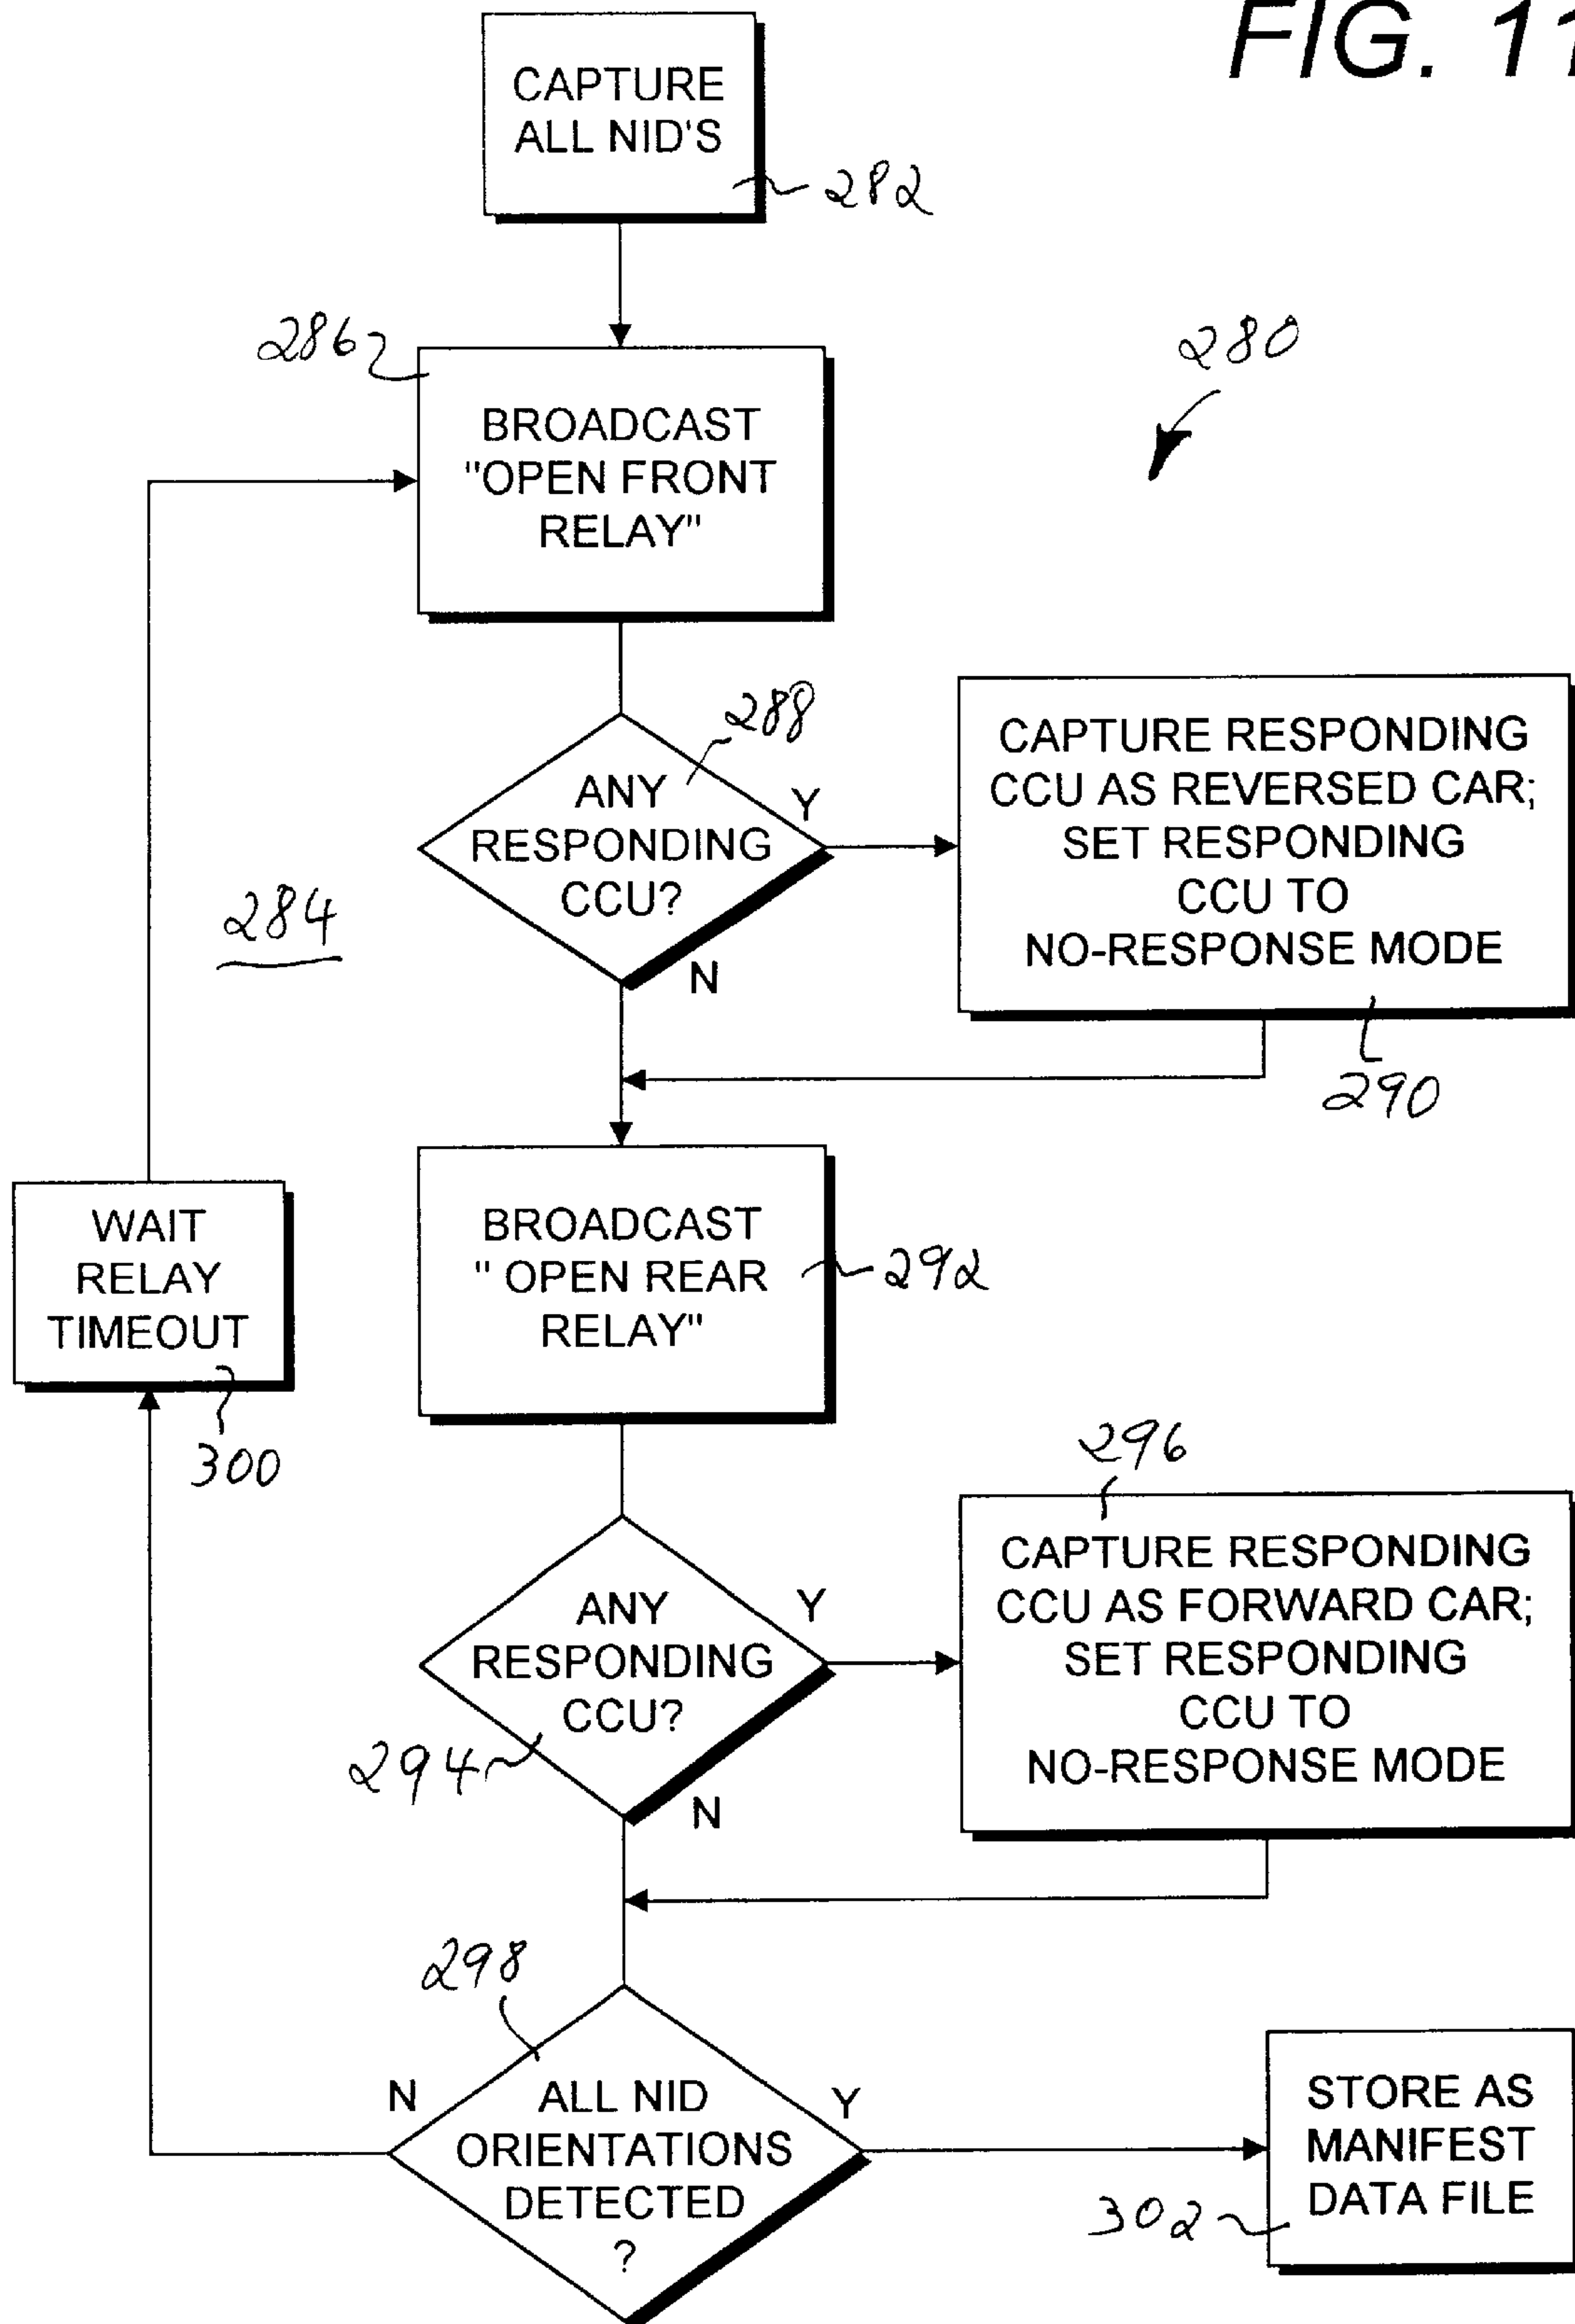 FIG. 11
CAPTURE
ALL NID'S
282
286
BROADCAST
"OPEN FRONT
RELAY"
280
288
ANY
RESPONDING
CCU?
Y
N
CAPTURE RESPONDING
CCU AS REVERSED CAR;
SET RESPONDING
CCU TO
NO-RESPONSE MODE
284
290
BROADCAST
" OPEN REAR
RELAY"
292
WAIT
RELAY
TIMEOUT
300
296
ANY
RESPONDING
CCU?
Y
N
294
CAPTURE RESPONDING
CCU AS FORWARD CAR;
SET RESPONDING
CCU TO
NO-RESPONSE MODE
298
N
ALL NID
ORIENTATIONS
DETECTED
?
Y
STORE AS
MANIFEST
DATA FILE
302